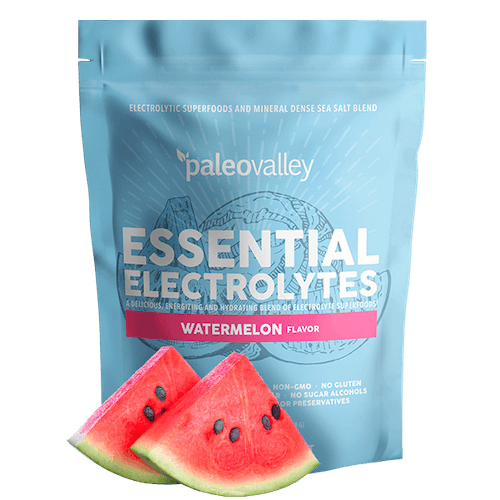 ELECTROLYTIC SUPERFOODS AND MINERAL DENSE SEA SALT BLEND
paleovalley
ESSENTIAL
ELECTROLYTES
A DELICIOUS, ENERGIZING AND HYDRATING BLEND OF ELECTROLYTE SUPERFOODS
WATERMELON FLAVOR
NON-GMO · NO GLUTEN
· NO SUGAR ALCOHOLS
OR PRESERVATIVES